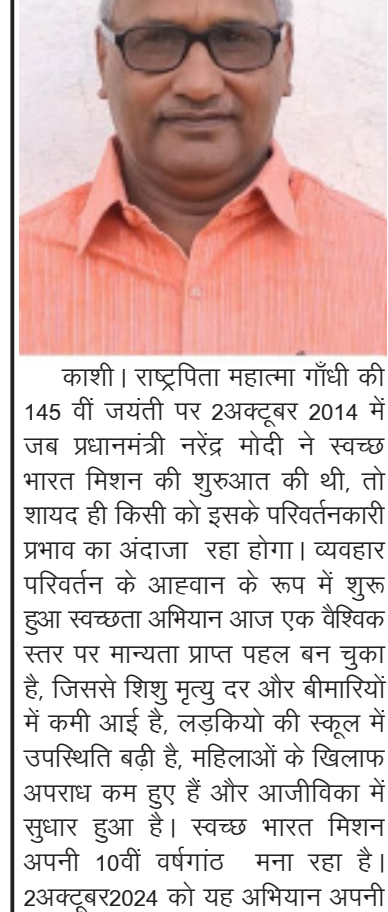 काशी। राष्ट्रपिता महात्मा गाँधी की
145 वीं जयंती पर 2अक्टूबर 2014 में
जब प्रधानमंत्री नरेंद्र मोदी ने स्वच्छ
भारत मिशन की शुरुआत की थी, तो
शायद ही किसी को इसके परिवर्तनकारी
प्रभाव का अंदाजा रहा होगा। व्यवहार
परिवर्तन के आह्वान के रूप में शुरू
हुआ स्वच्छता अभियान आज एक वैश्विक
स्तर पर मान्यता प्राप्त पहल बन चुका
है, जिससे शिशु मृत्यु दर और बीमारियों
में कमी आई है, लड़कियो की स्कूल में
उपस्थिति बढ़ी है, महिलाओं के खिलाफ
अपराध कम हुए हैं और आजीविका में
सुधार हुआ है। स्वच्छ भारत मिशन
अपनी 10वीं वर्षगांठ मना रहा है।
2अक्टूबर2024 को यह अभियान अपनी